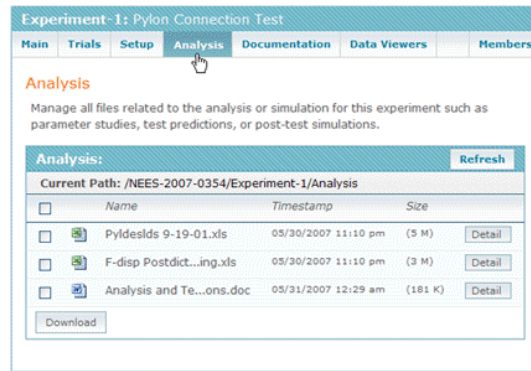 Experiment-1: Pylon Connection Test
Main Trials Setup Analysis Documentation Data Viewers Members
Analysis
Manage all files related to the analysis or simulation for this experiment such as
parameter studies, test predictions, or post-test simulations.
Analysis: Refresh
Current Path: /NEES-2007-0354/Experiment-1/Analysis
Name Timestamp Size
Pyldeslds 9-19-01.xls 05/30/2007 11:10 pm (5 M) Detail
F-disp Postdict...ing.xls 05/30/2007 11:10 pm (3 M) Detail
Analysis and Te...ons.doc 05/31/2007 12:29 am (181 K) Detail
Download